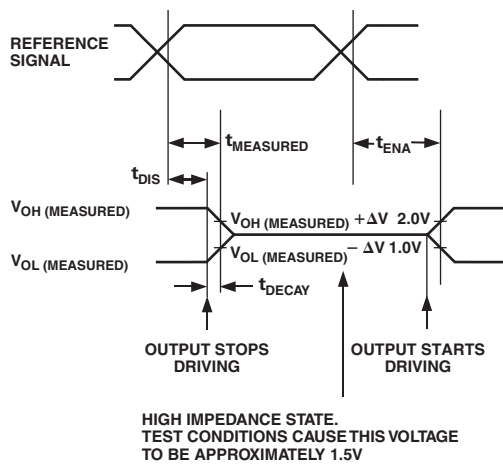 REFERENCE
SIGNAL
tMEASURED
tENA
tDIS
VOH (MEASURED)
VOH (MEASURED) +ΔV 2.0V
VOL (MEASURED) – ΔV 1.0V
VOL (MEASURED)
tDECAY
OUTPUT STOPS
DRIVING
OUTPUT STARTS
DRIVING
HIGH IMPEDANCE STATE.
TEST CONDITIONS CAUSE THIS VOLTAGE
TO BE APPROXIMATELY 1.5V